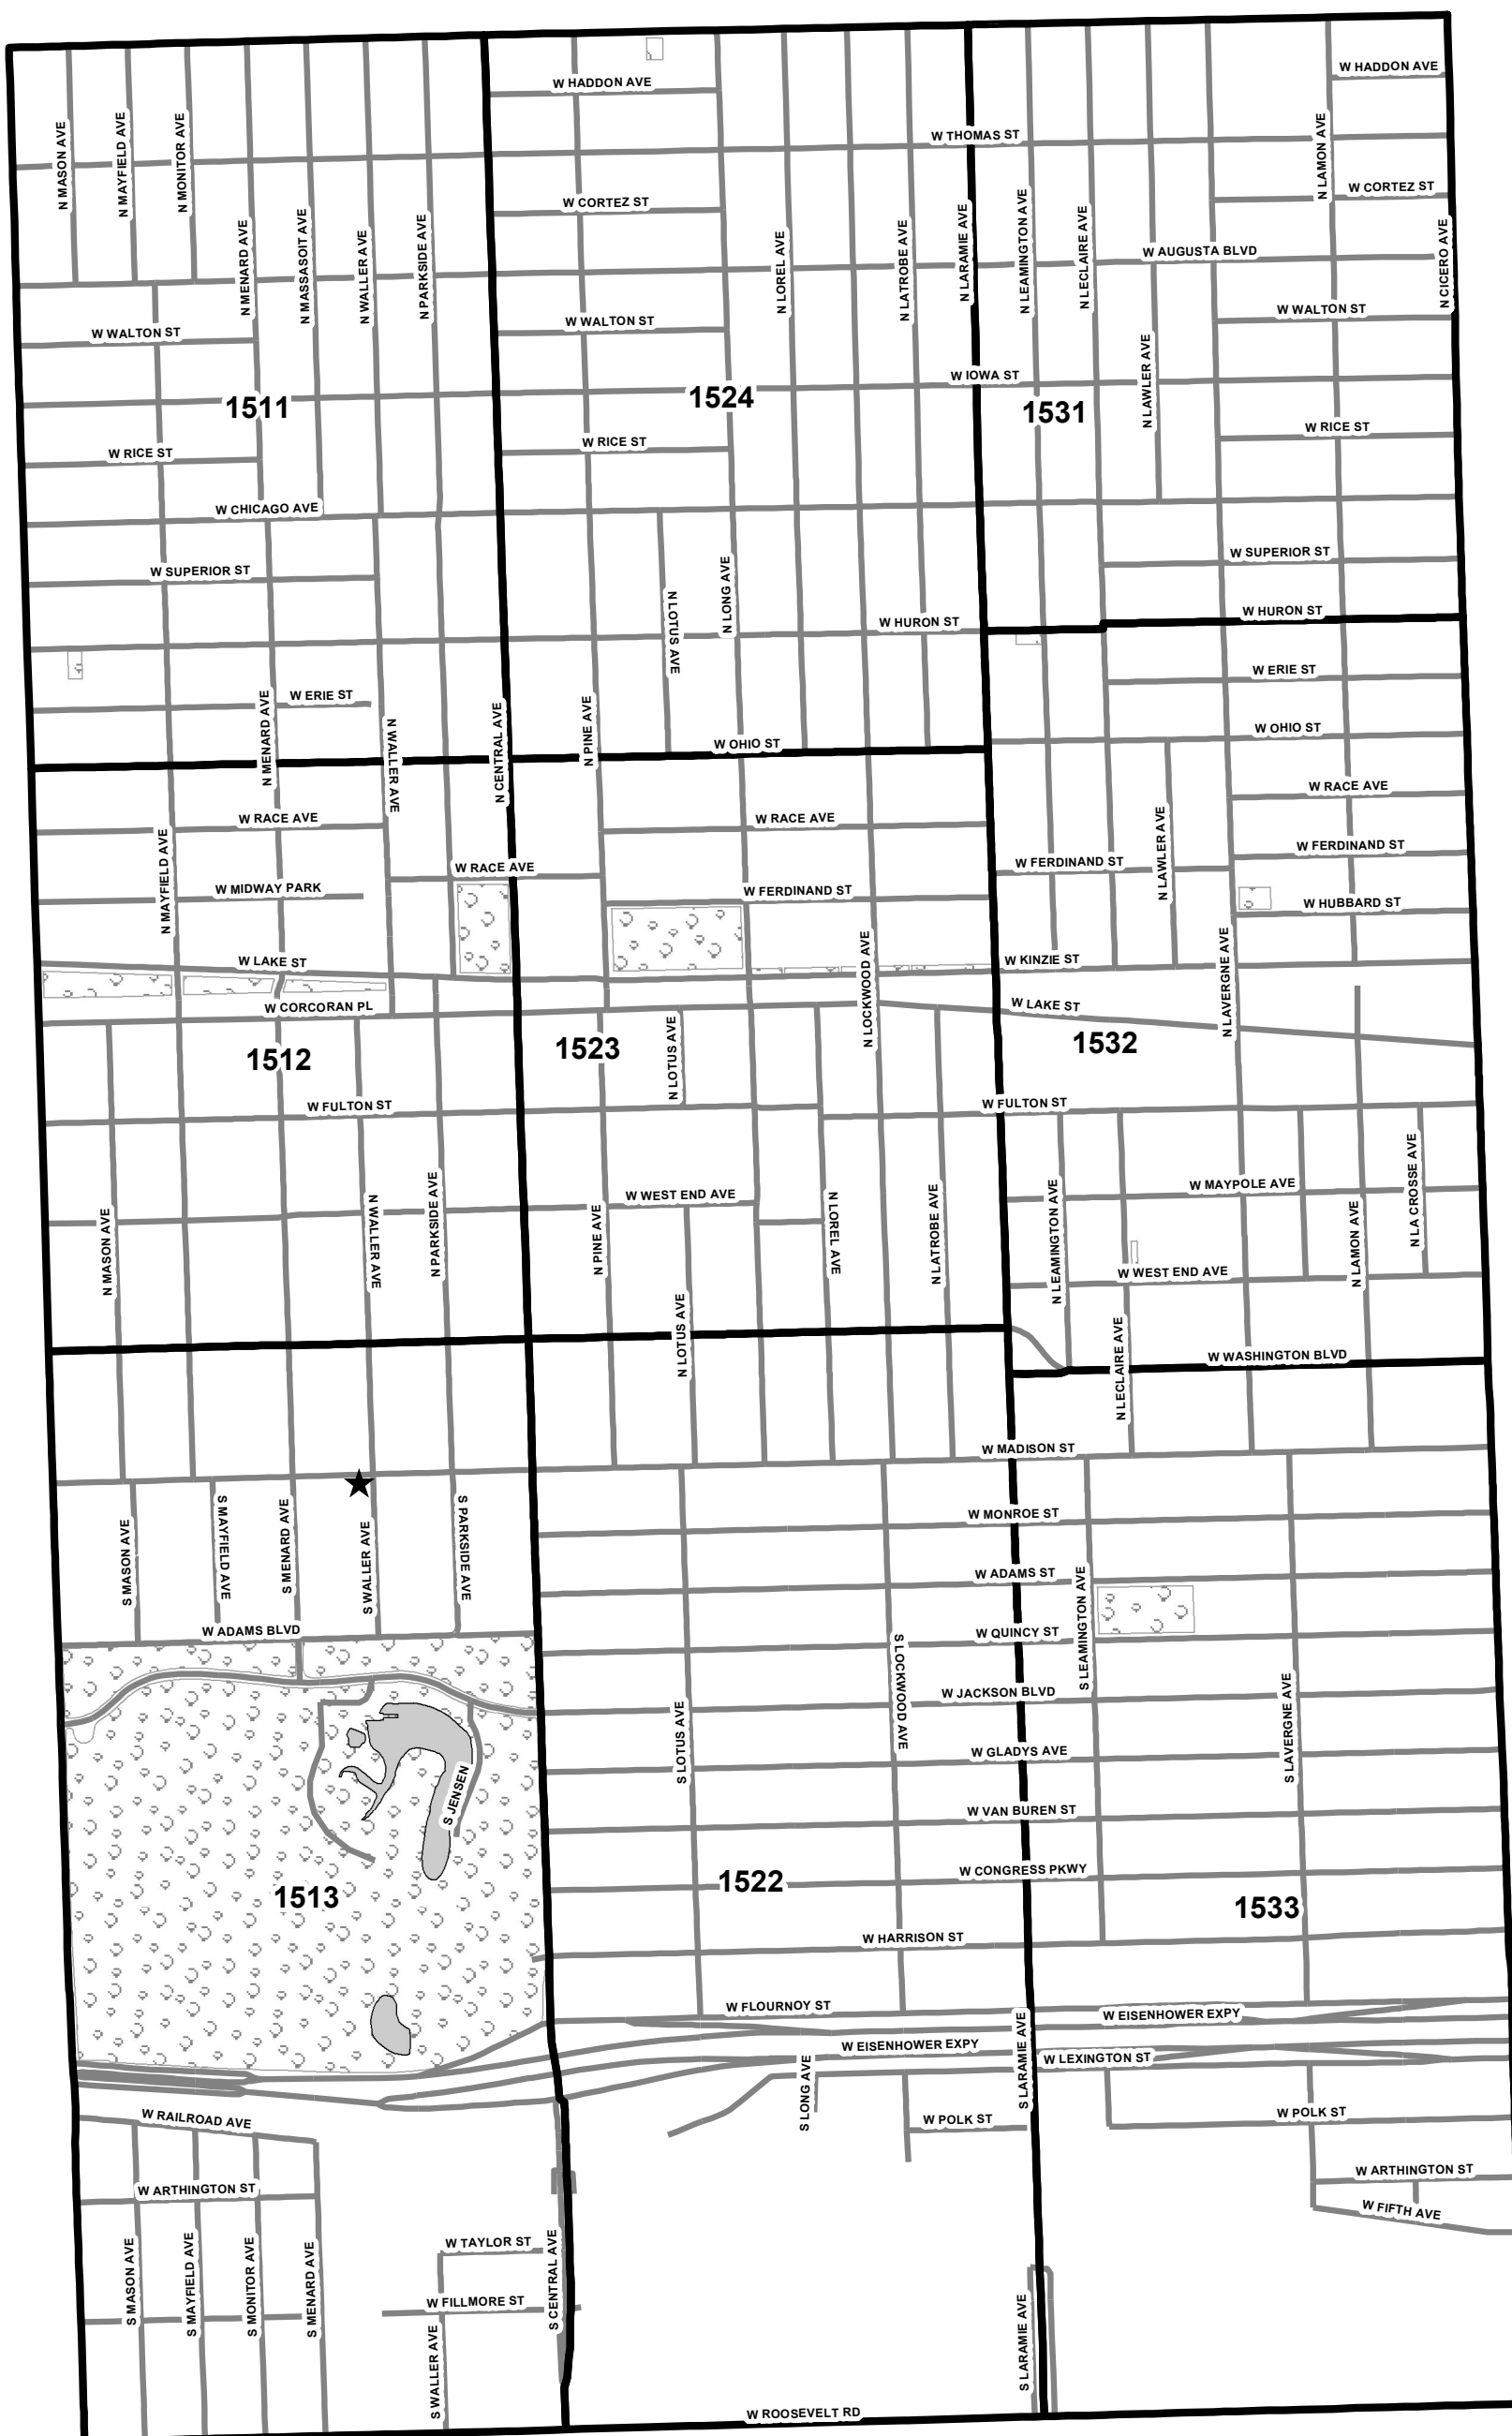 W HADDON AVE
W HADDON AVE
N MASON AVE
N MAYFIELD AVE
N MONITOR AVE
W THOMAS ST
N LAMON AVE
W CORTEZ ST
W CORTEZ ST
N MENARD AVE
N MASSASOIT AVE
N WALLER AVE
N PARKSIDE AVE
N LOREL AVE
N LATROBE AVE
N LARAMIE AVE
N LEAMINGTON AVE
N LECLAIRE AVE
W AUGUSTA BLVD
N CICERO AVE
W WALTON ST
W WALTON ST
W WALTON ST
N LAWLER AVE
W IOWA ST
1511
1524
1531
W RICE ST
W RICE ST
W RICE ST
W CHICAGO AVE
W SUPERIOR ST
W SUPERIOR ST
N LOTUS AVE
N LONG AVE
W HURON ST
W HURON ST
W ERIE ST
W ERIE ST
N MENARD AVE
N WALLER AVE
N CENTRAL AVE
N PINE AVE
W OHIO ST
W OHIO ST
W RACE AVE
W RACE AVE
W RACE AVE
W RACE AVE
N MAYFIELD AVE
N LAWLER AVE
W FERDINAND ST
W FERDINAND ST
W FERDINAND ST
W MIDWAY PARK
W HUBBARD ST
W LAKE ST
W KINZIE ST
N LOCKWOOD AVE
N LAVERGNE AVE
W CORCORAN PL
W LAKE ST
1512
1523
1532
N LOTUS AVE
W FULTON ST
W FULTON ST
W MAYPOLE AVE
N LA CROSSE AVE
W WEST END AVE
N MASON AVE
N WALLER AVE
N PARKSIDE AVE
N PINE AVE
N LOREL AVE
N LATROBE AVE
N LEAMINGTON AVE
N LAMON AVE
W WEST END AVE
N LOTUS AVE
N LECLAIRE AVE
W WASHINGTON BLVD
W MADISON ST
S MASON AVE
S MAYFIELD AVE
S MENARD AVE
S WALLER AVE
S PARKSIDE AVE
W MONROE ST
W ADAMS ST
S LEAMINGTON AVE
W ADAMS BLVD
W QUINCY ST
S LOCKWOOD AVE
W JACKSON BLVD
S LOTUS AVE
S LAVERGNE AVE
W GLADYS AVE
S JENSEN
W VAN BUREN ST
W CONGRESS PKWY
1513
1522
1533
W HARRISON ST
W FLOURNOY ST
W EISENHOWER EXPY
W EISENHOWER EXPY
S LARAMIE AVE
W LEXINGTON ST
S LONG AVE
W RAILROAD AVE
W POLK ST
W POLK ST
W ARTHINGTON ST
W ARTHINGTON ST
W FIFTH AVE
S MASON AVE
S MAYFIELD AVE
S MONITOR AVE
S MENARD AVE
W TAYLOR ST
S CENTRAL AVE
W FILLMORE ST
S WALLER AVE
S LARAMIE AVE
W ROOSEVELT RD